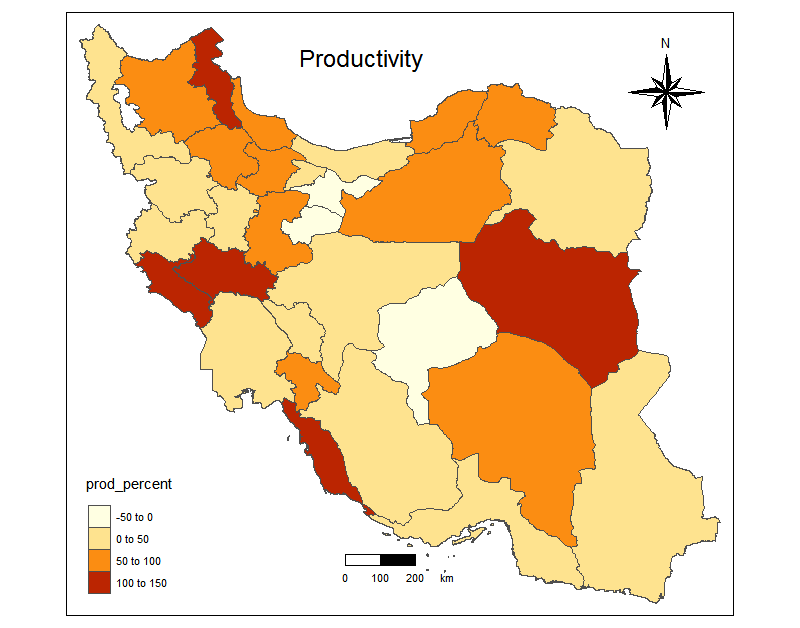 Productivity
N
prod_percent
-50 to 0
0 to 50
50 to 100
100 to 150
0 100 200 km